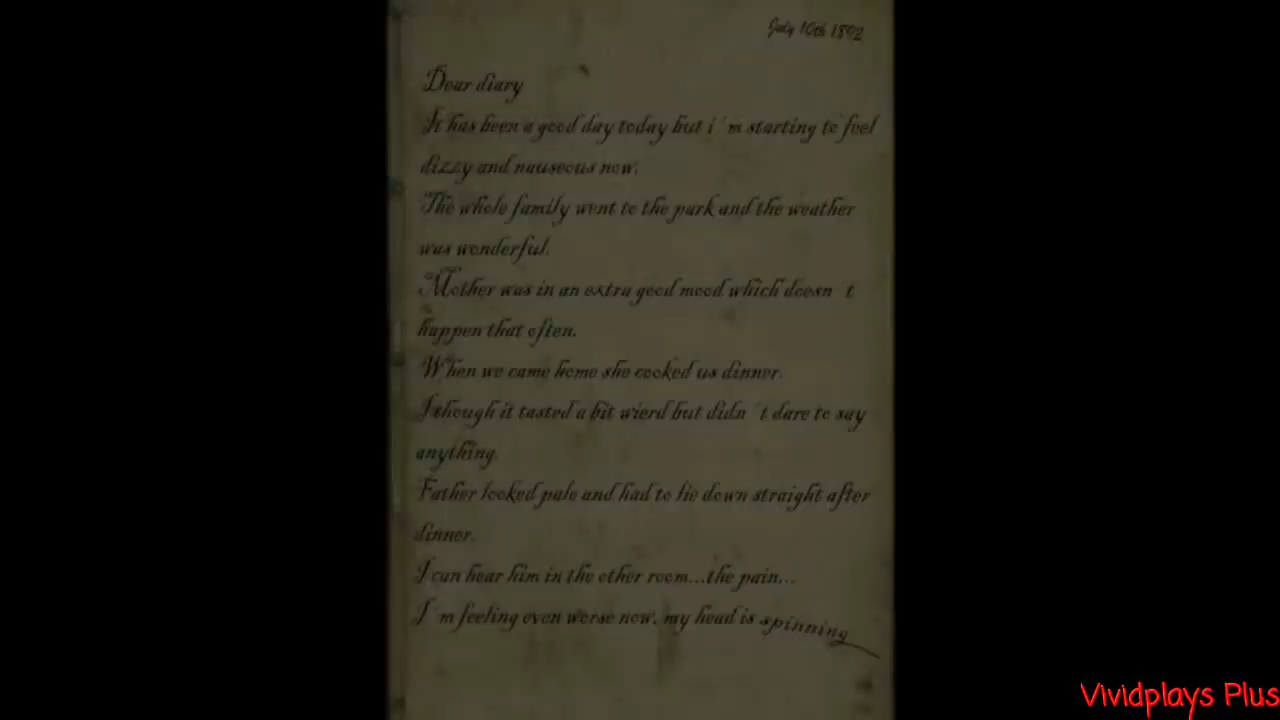 July 10th 1892
Dear diary
It has been a good day today but i'm starting to feel
dizzy and nauseous now.
The whole family went to the park and the weather
was wonderful.
Mother was in an extra good mood which doesn t
happen that often.
When we came home she cooked us dinner.
I though it tasted a bit wierd but didn't dare to say
anything.
Father looked pale and had to lie down straight after
dinner.
I can hear him in the other room...the pain...
I m feeling even worse now, my head is spinning
Vividplays Plus